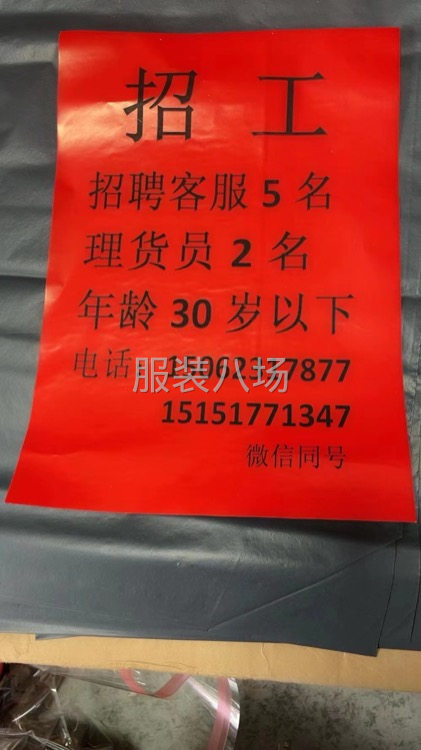 招 工
招聘客服 5 名
理货员 2 名
年龄 30 岁以下
电话：15062377877
15151771347
微信同号
服装八场